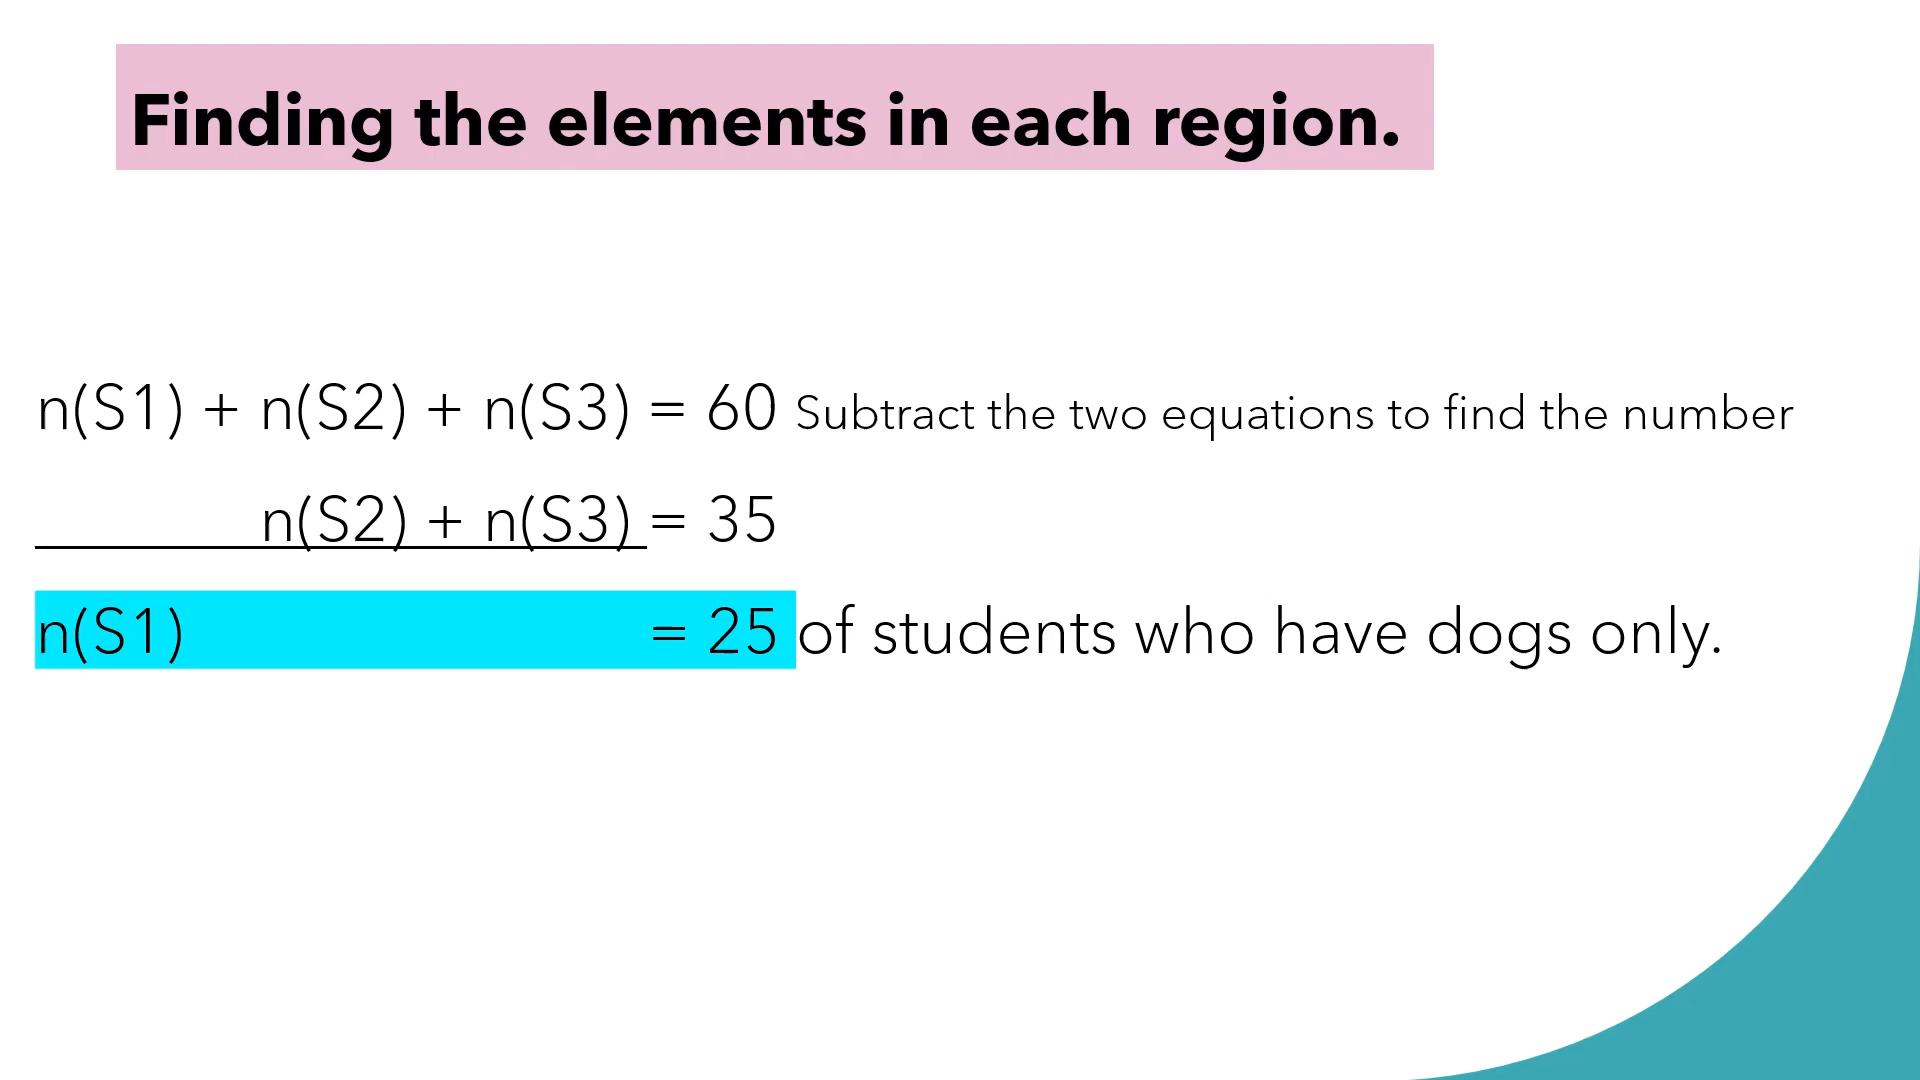 Finding the elements in each region.
n(S1) + n(S2) + n(S3) = 60 Subtract the two equations to find the number
n(S2) + n(S3) = 35
n(S1) = 25 of students who have dogs only.